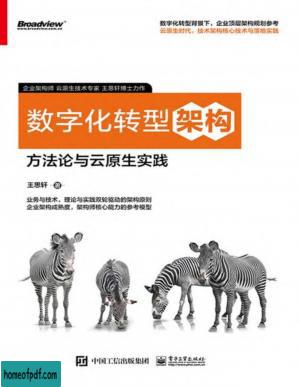 Broadview®
www.broadview.com.cn
数字化转型背景下，企业顶层架构规划参考
云原生时代，技术架构核心技术与落地实践
企业架构师 云原生技术专家 王思轩博士力作
数字化转型架构
方法论与云原生实践
王思轩 著
业务与技术，理论与实践双轮驱动的架构原则
企业架构成熟度，架构师核心能力的参考模型
中国工信出版集团
电子工业出版社
homeofpdf.com
homeofpdf.com